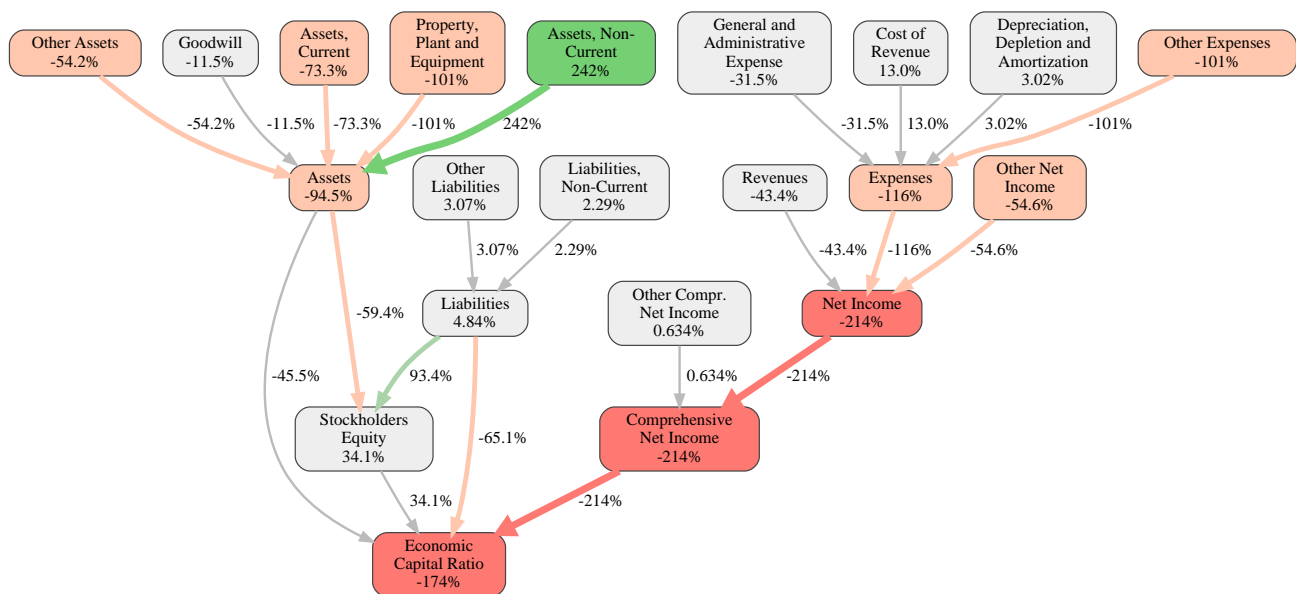 Other Assets
-54.2%
Goodwill
-11.5%
Assets,
Current
-73.3%
Property,
Plant and
Equipment
-101%
Assets, Non-
Current
242%
General and
Administrative
Expense
-31.5%
Cost of
Revenue
13.0%
Depreciation,
Depletion and
Amortization
3.02%
Other Expenses
-101%
-54.2%
-11.5%
-73.3%
-101%
242%
-31.5%
13.0%
3.02%
-101%
Assets
-94.5%
Other
Liabilities
3.07%
Liabilities,
Non-Current
2.29%
Revenues
-43.4%
Expenses
-116%
Other Net
Income
-54.6%
3.07%
2.29%
-43.4%
-116%
-54.6%
-59.4%
Liabilities
4.84%
Other Compr.
Net Income
0.634%
Net Income
-214%
-45.5%
93.4%
0.634%
-214%
Stockholders
Equity
34.1%
-65.1%
Comprehensive
Net Income
-214%
34.1%
-214%
Economic
Capital Ratio
-174%